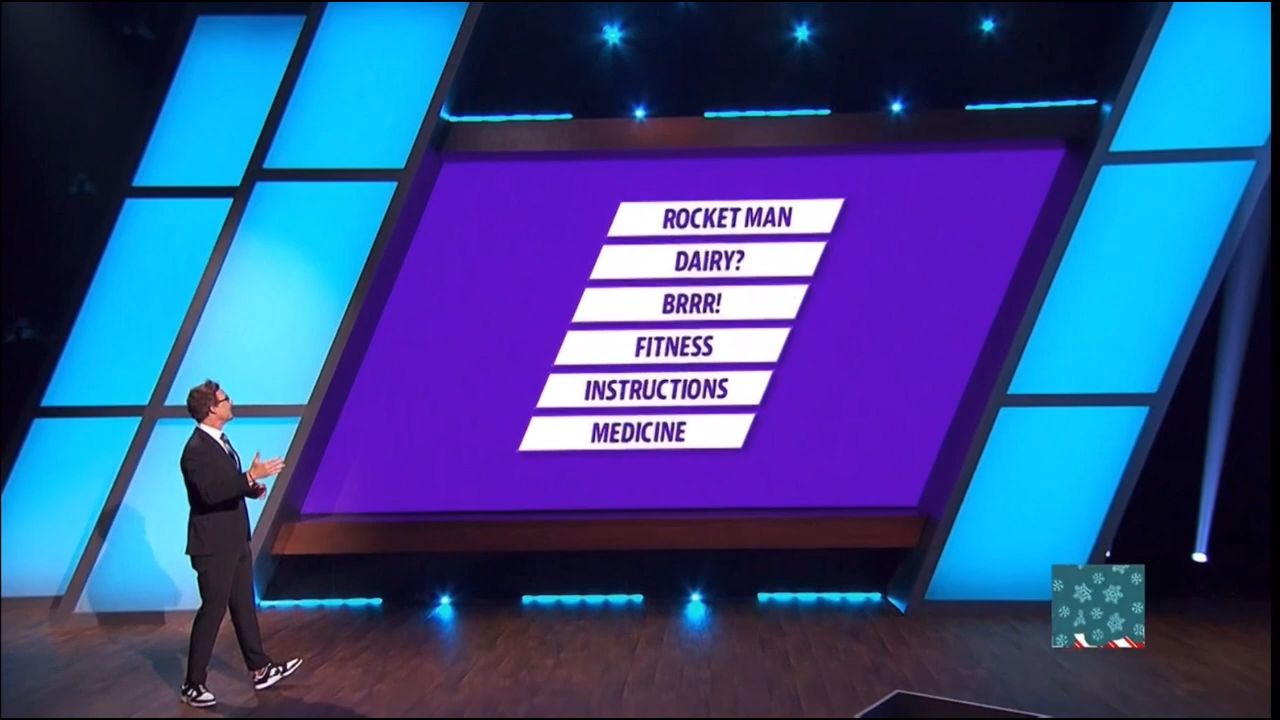 ROCKET MAN
DAIRY?
BRRR!
FITNESS
INSTRUCTIONS
MEDICINE